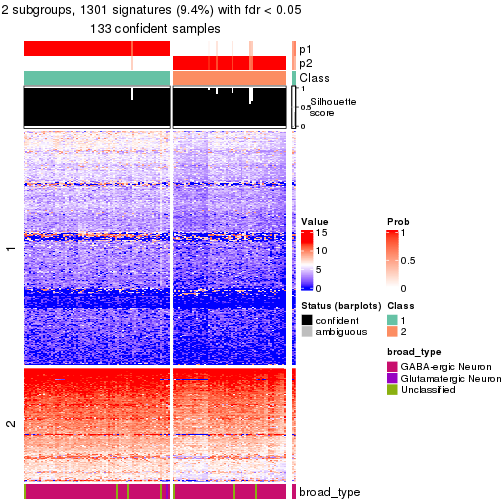 2 subgroups, 1301 signatures (9.4%) with fdr < 0.05
133 confident samples
p1
p2
Class
1
0.5
0
Silhouette
score
1
2
broad_type
Value
15
10
5
0
Prob
1
0.5
0
Status (barplots)
confident
ambiguous
Class
1
2
broad_type
GABA-ergic Neuron
Glutamatergic Neuron
Unclassified